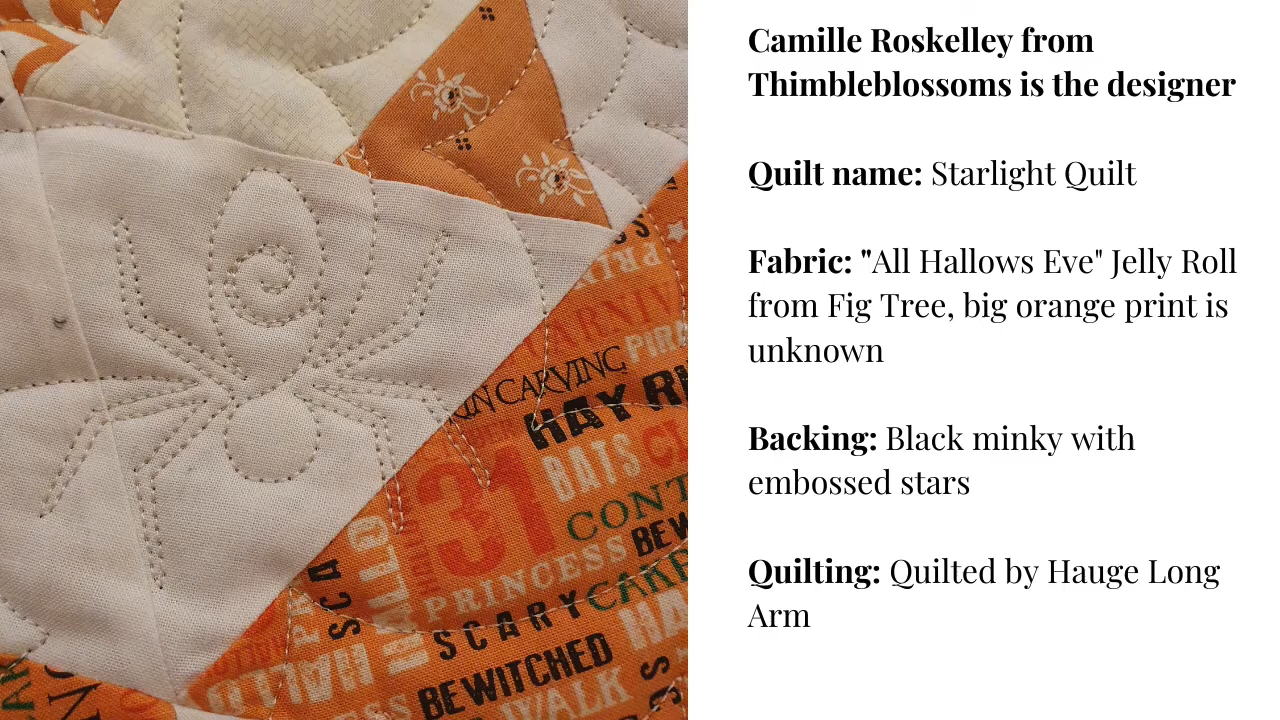 Camille Roskelley from
Thimbleblossoms is the designer
Quilt name: Starlight Quilt
Fabric: "All Hallows Eve" Jelly Roll
from Fig Tree, big orange print is
unknown
Backing: Black minky with
embossed stars
Quilting: Quilted by Hauge Long
Arm
CARVING
HAY
BATS
31
PRINCESS
SCARY
BEWITCHED
WALK